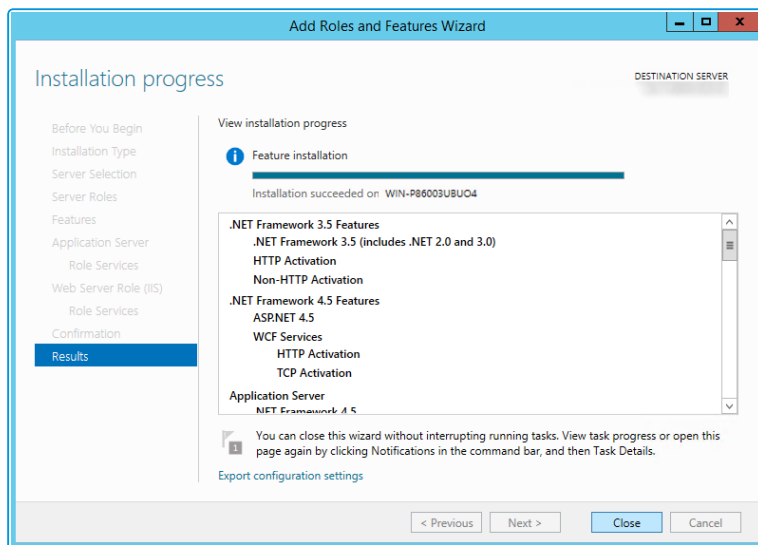 Add Roles and Features Wizard
Installation progress
DESTINATION SERVER
Before You Begin
Installation Type
Server Selection
Server Roles
Features
Application Server
Role Services
Web Server Role (IIS)
Role Services
Confirmation
Results
View installation progress
Feature installation
Installation succeeded on WIN-P86003UBUO4
.NET Framework 3.5 Features
.NET Framework 3.5 (includes .NET 2.0 and 3.0)
HTTP Activation
Non-HTTP Activation
.NET Framework 4.5 Features
ASP.NET 4.5
WCF Services
HTTP Activation
TCP Activation
Application Server
.NET Framework 4.5
1
You can close this wizard without interrupting running tasks. View task progress or open this
page again by clicking Notifications in the command bar, and then Task Details.
Export configuration settings
< Previous
Next >
Close
Cancel